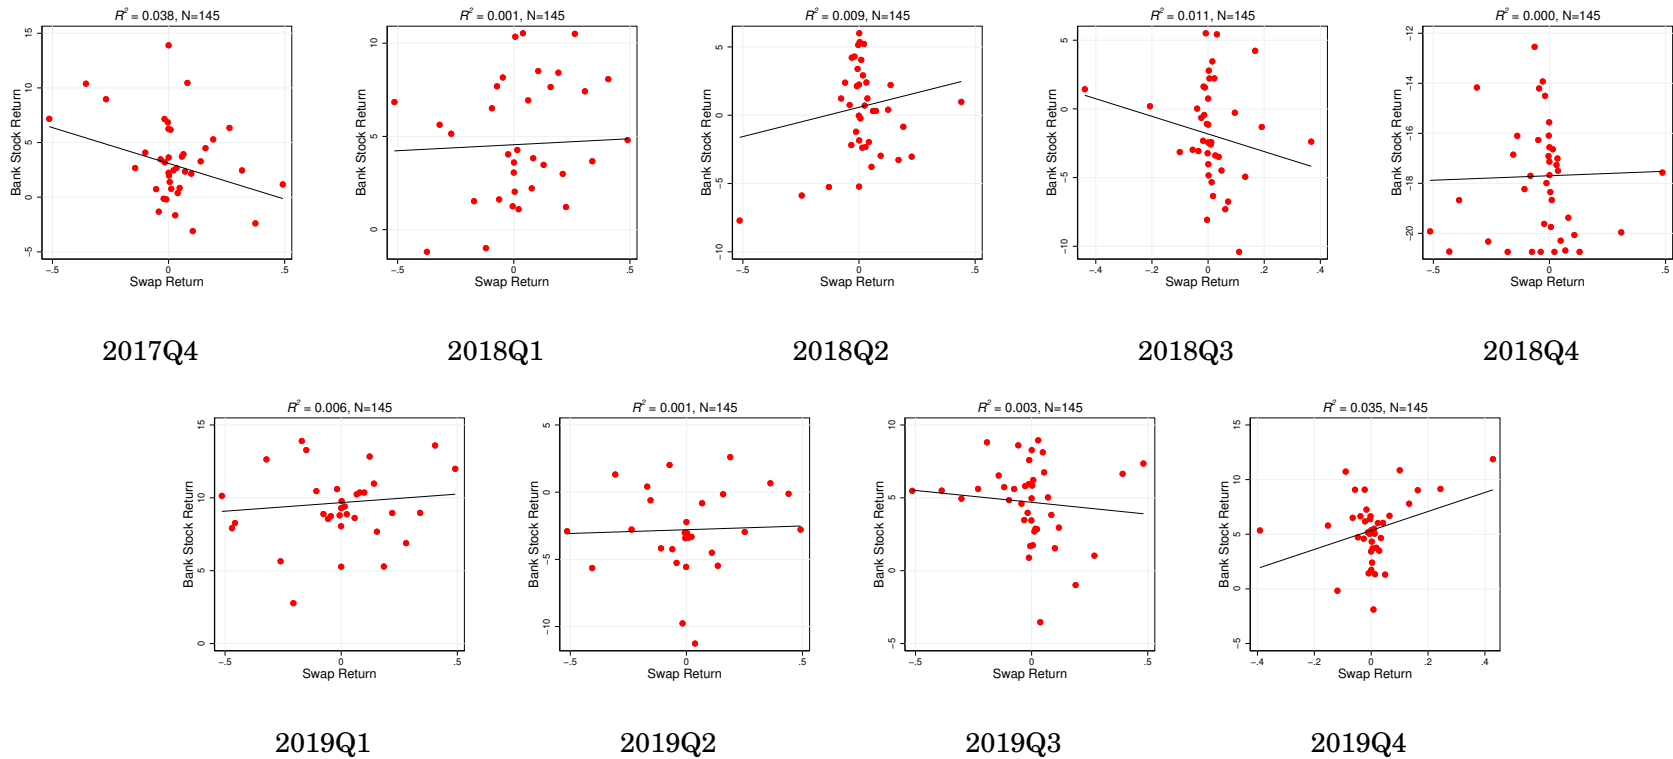 R² = 0.038, N=145
Bank Stock Return
15
10
5
0
−5
−.5
0
.5
Swap Return
R² = 0.001, N=145
Bank Stock Return
10
5
0
−.5
0
.5
Swap Return
R² = 0.009, N=145
Bank Stock Return
5
0
−5
−10
−.5
0
.5
Swap Return
R² = 0.011, N=145
Bank Stock Return
5
0
−5
−10
−.4
−.2
0
.2
.4
Swap Return
R² = 0.000, N=145
Bank Stock Return
−12
−14
−16
−18
−20
−.5
0
.5
Swap Return
2017Q4
2018Q1
2018Q2
2018Q3
2018Q4
R² = 0.006, N=145
Bank Stock Return
15
10
5
0
−.5
0
.5
Swap Return
R² = 0.001, N=145
Bank Stock Return
5
0
−5
−10
−.5
0
.5
Swap Return
R² = 0.003, N=145
Bank Stock Return
10
5
0
−5
−.5
0
.5
Swap Return
R² = 0.035, N=145
Bank Stock Return
15
10
5
0
−5
−.4
−.2
0
.2
.4
Swap Return
2019Q1
2019Q2
2019Q3
2019Q4